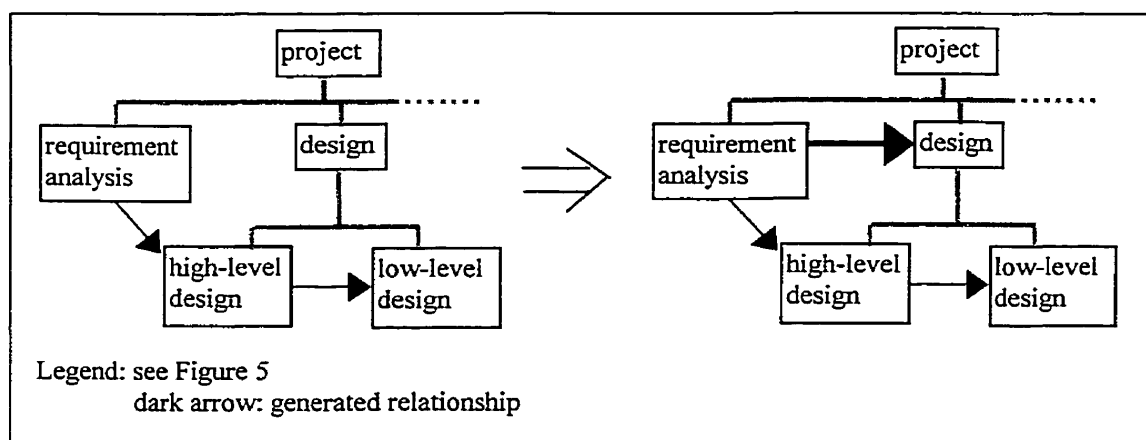 project
requirement
analysis
design
high-level
design
low-level
design
project
requirement
analysis
design
high-level
design
low-level
design
Legend: see Figure 5
dark arrow: generated relationship